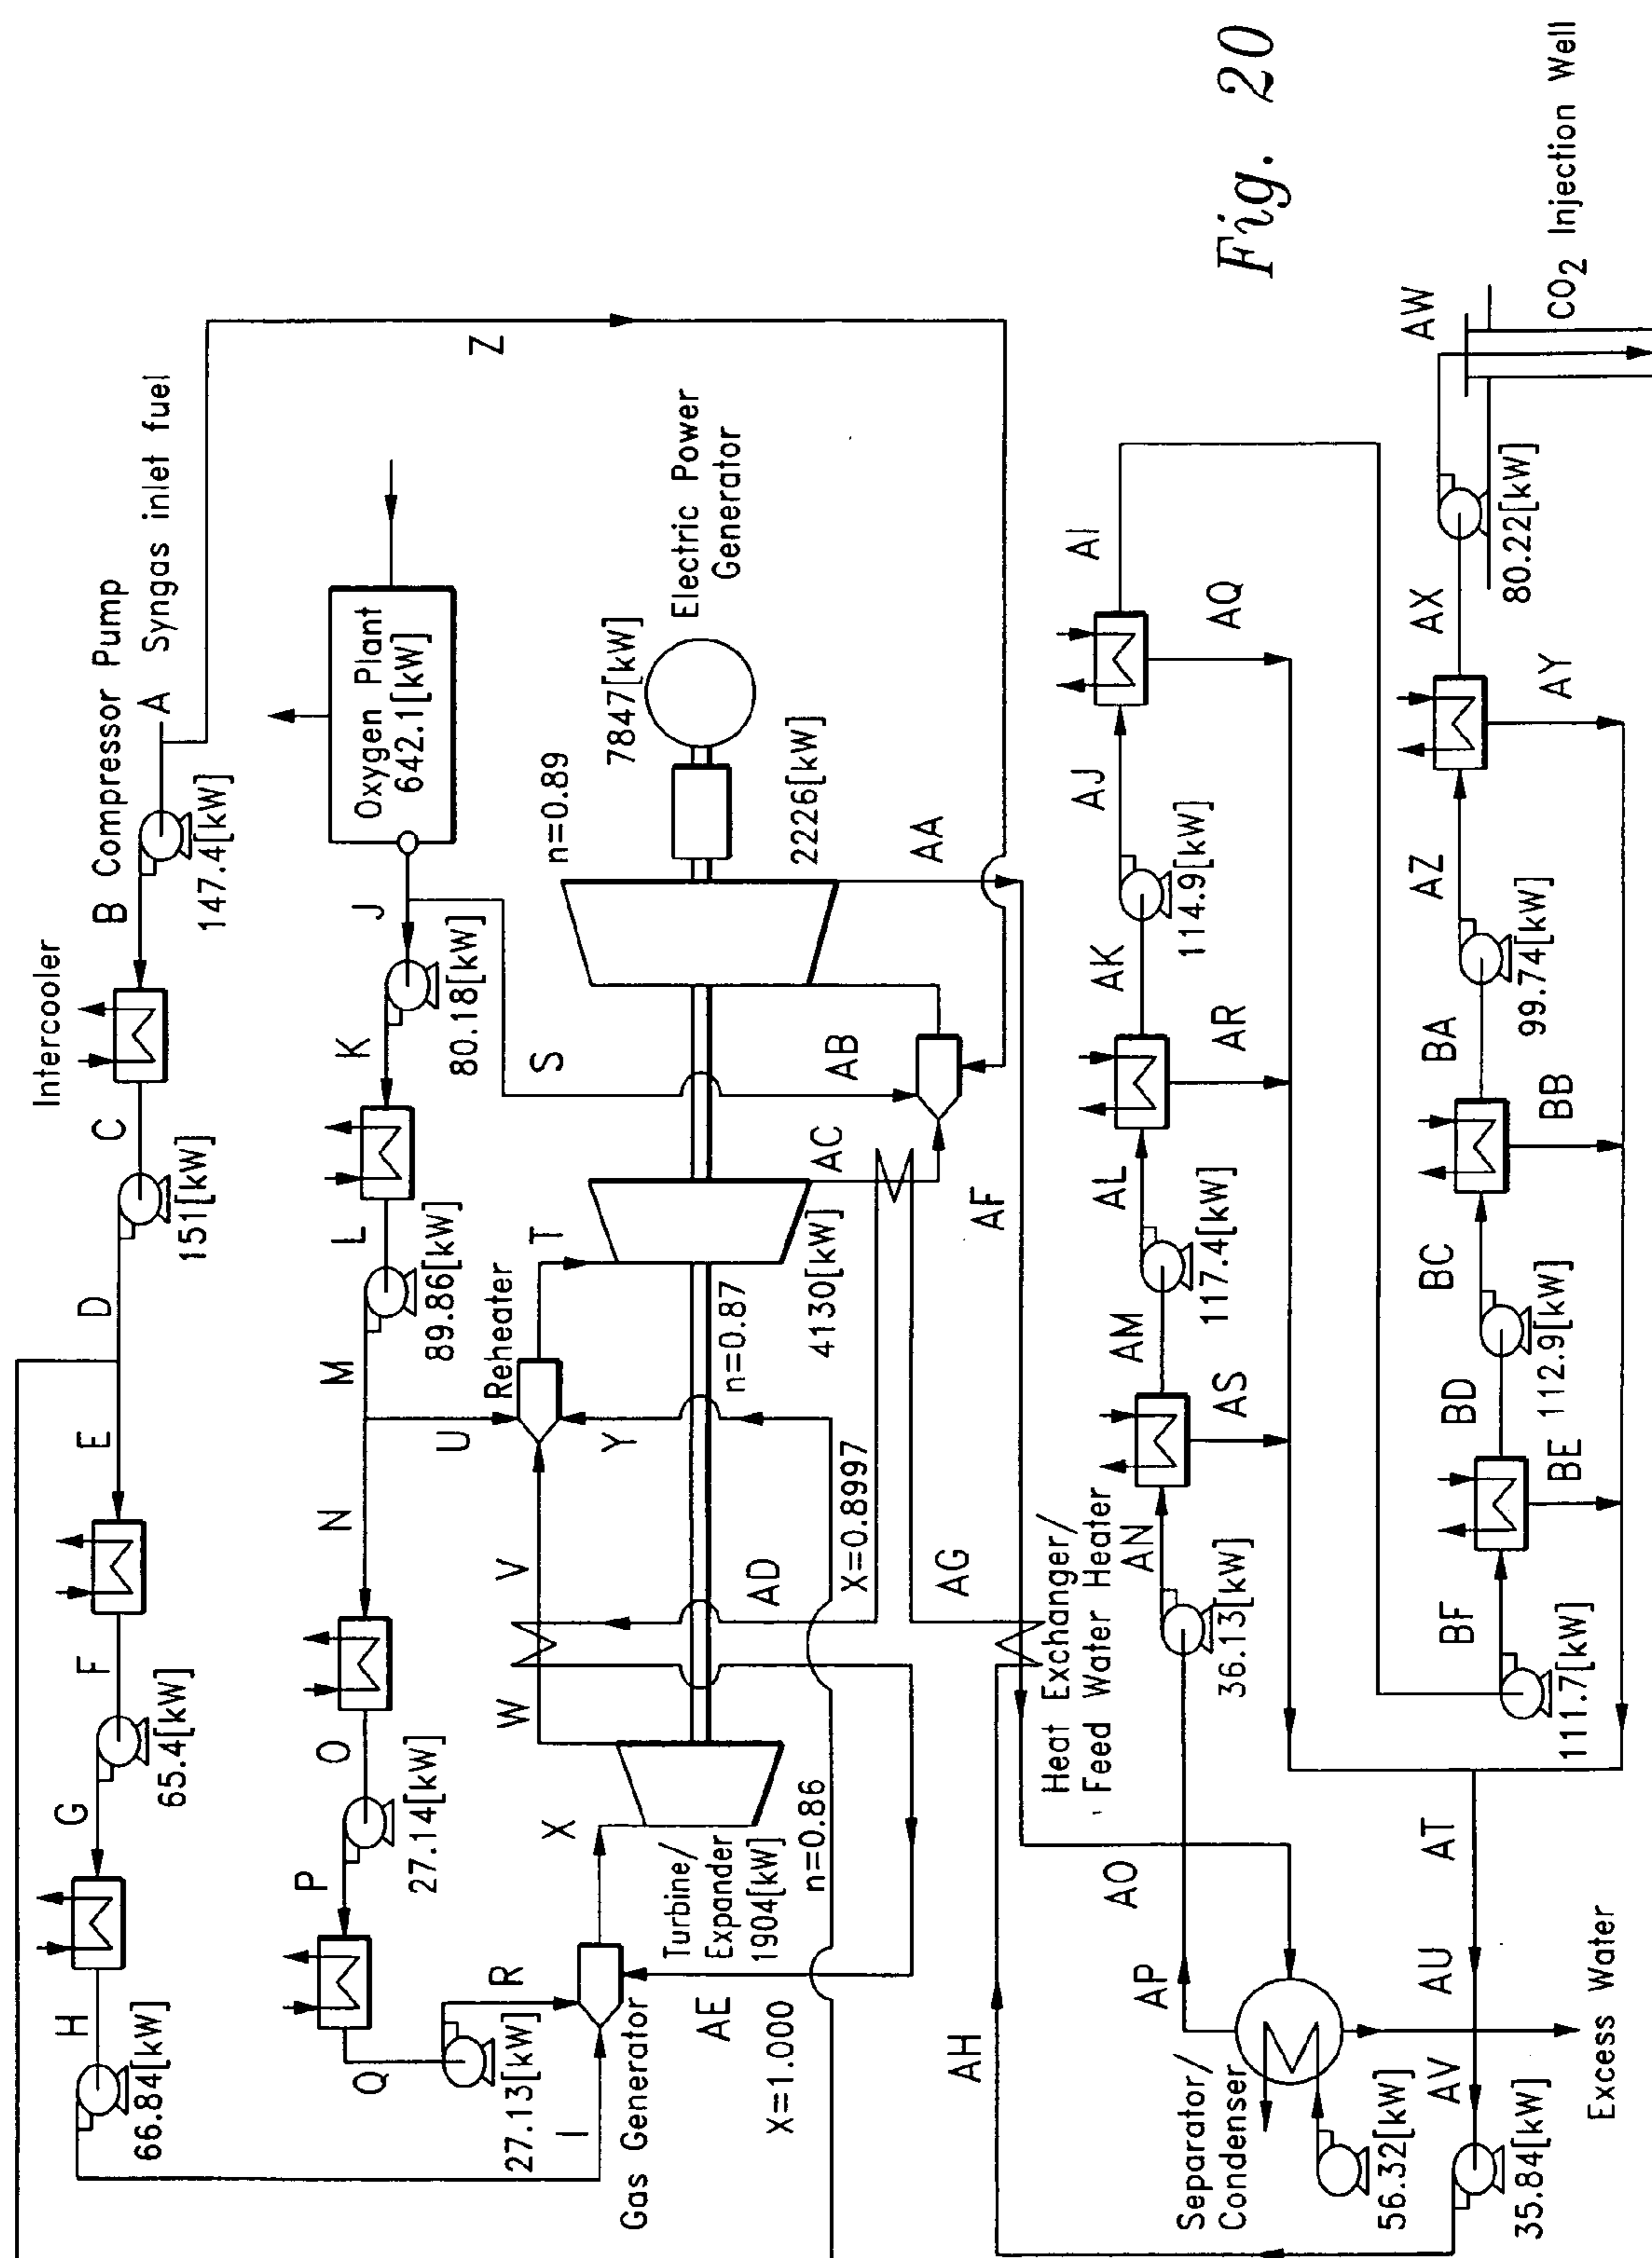 Fig. 20
Intercooler
B Compressor Pump
A Syngas inlet fuel
H
G
F
E
D
C
66.84[kW]
65.4[kW]
151[kW]
147.4[kW]
Z
Oxygen Plant
642.1[kW]
Q
P
O
N
M
L
K
J
27.13[kW]
27.14[kW]
89.86[kW]
80.18[kW]
I
R
X
W
V
U
Reheater
T
S
Y
n=0.89
7847[kW]
Electric Power
Generator
Gas Generator
Turbine/
Expander
1904[kW]
n=0.86
n=0.87
4130[kW]
2226[kW]
AE
X=1.000
AD
X=0.8997
AC
AB
AA
AH
AG
AF
Heat Exchanger/
Feed Water Heater
Separator/
Condenser
56.32[kW]
AP
AO
36.13[kW]
AN
AM
117.4[kW]
AL
AK
114.9[kW]
AJ
AI
AS
AR
AQ
35.84[kW]
AV
AU
AT
Excess Water
111.7[kW]
BF
BD
112.9[kW]
BC
BA
99.74[kW]
AZ
AX
80.22[kW]
AW
BE
BB
AY
CO₂ Injection Well